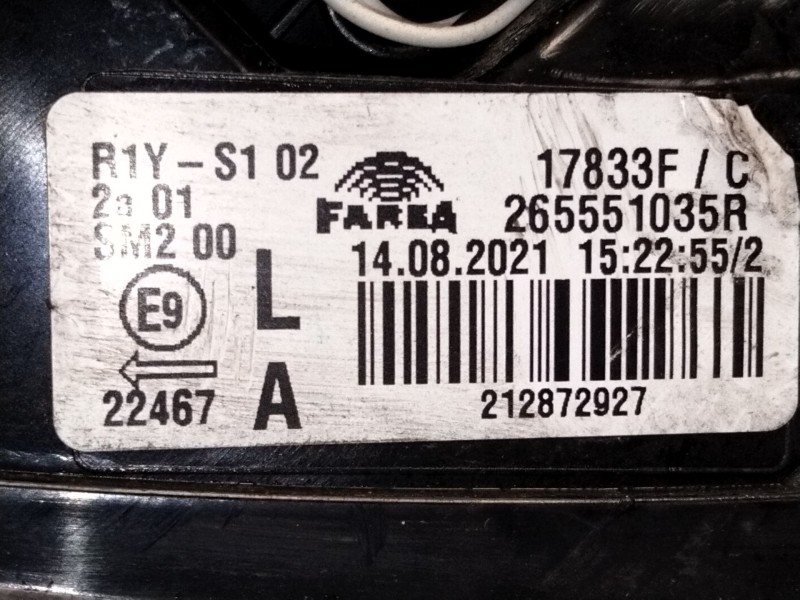 R1Y - S1 02
2a 01
SM2 00
E9
22467
L
A
FARBA
17833F / C
265551035R
14.08.2021 15:22:55/2
212872927